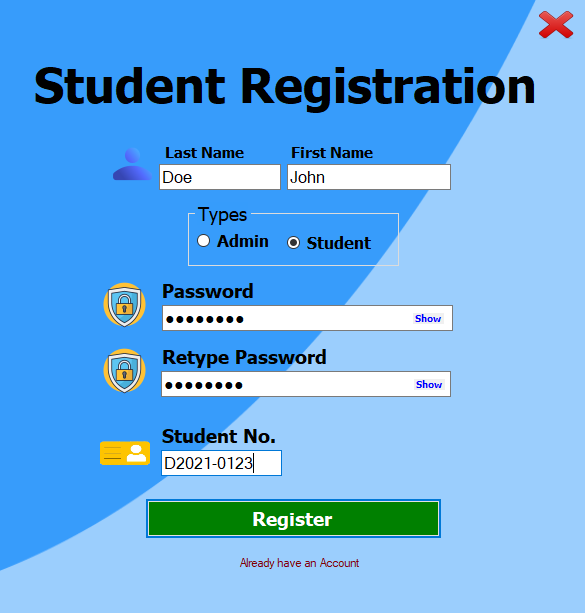 Student Registration
Last Name First Name
Doe John
Types
Admin Student
Password
●●●●●●●● Show
Retype Password
●●●●●●●● Show
Student No.
D2021-0123
Register
Already have an Account